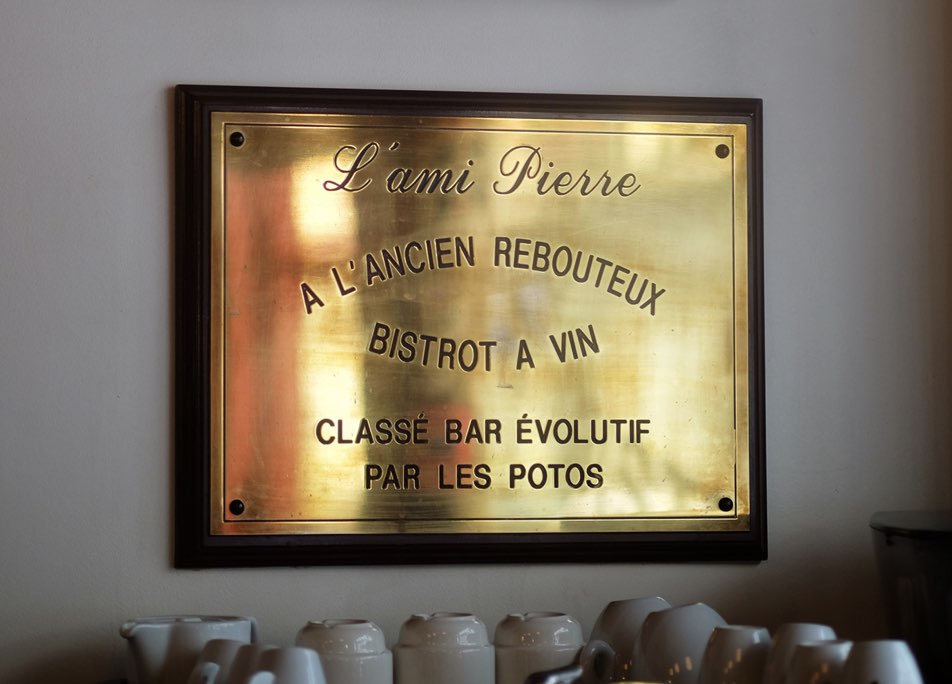 L'ami Pierre
A L'ANCIEN REBOUTEUX
BISTROT A VIN
CLASSÉ BAR ÉVOLUTIF
PAR LES POTOS